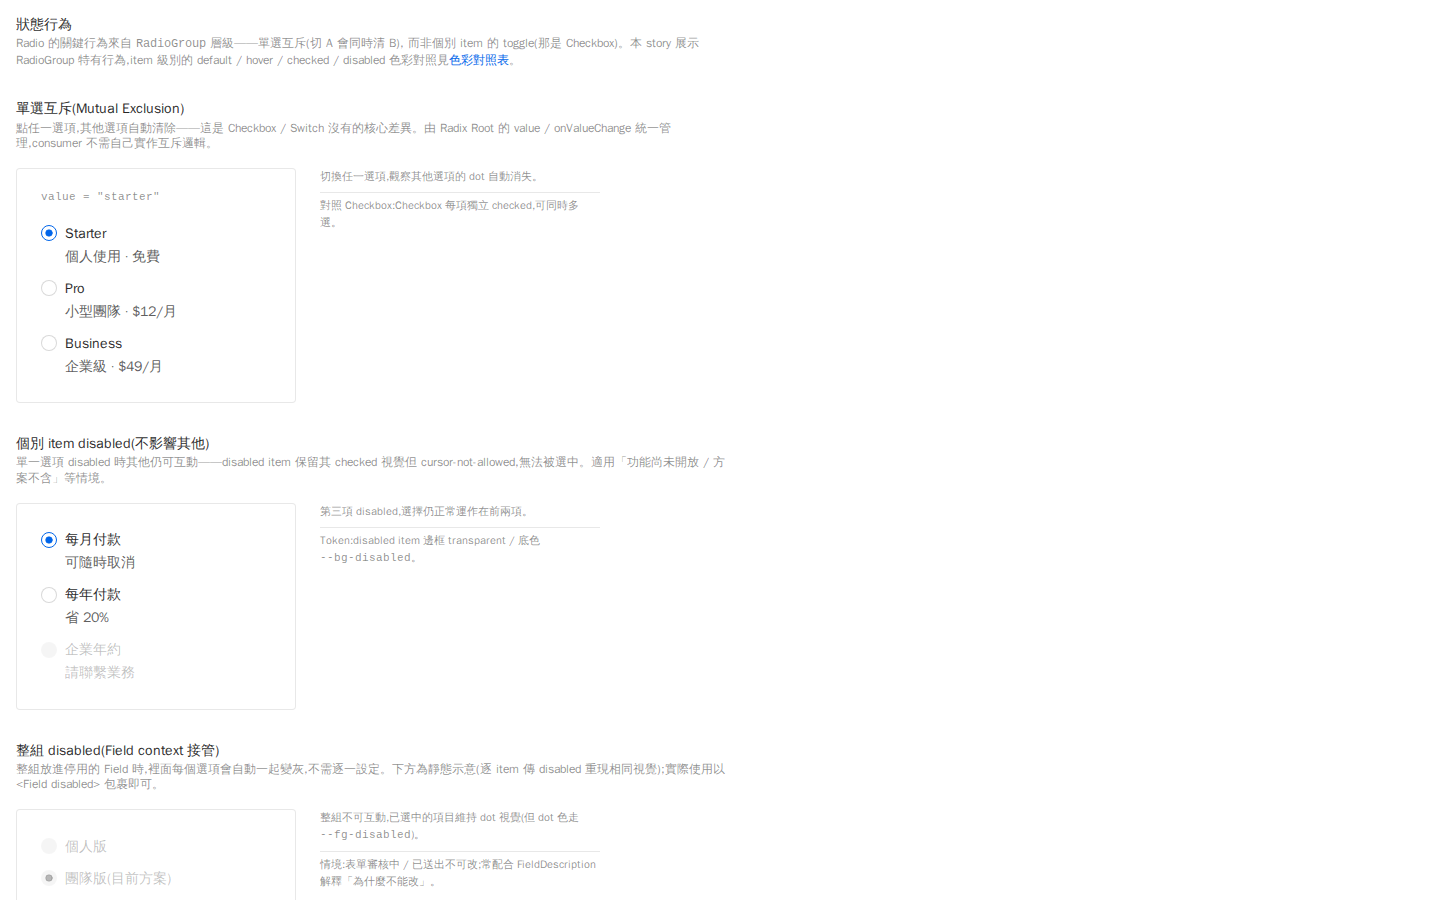 狀態行為
Radio 的關鍵行為來自 RadioGroup 層級——單選互斥(切 A 會同時清 B), 而非個別 item 的 toggle(那是 Checkbox)。本 story 展示
RadioGroup 特有行為,item 級別的 default / hover / checked / disabled 色彩對照見色彩對照表。
單選互斥(Mutual Exclusion)
點任一選項,其他選項自動清除——這是 Checkbox / Switch 沒有的核心差異。由 Radix Root 的 value / onValueChange 統一管
理,consumer 不需自己實作互斥邏輯。
value = "starter"
Starter
個人使用 · 免費
Pro
小型團隊 · $12/月
Business
企業級 · $49/月
切換任一選項,觀察其他選項的 dot 自動消失。
對照 Checkbox:Checkbox 每項獨立 checked,可同時多
選。
個別 item disabled(不影響其他)
單一選項 disabled 時其他仍可互動——disabled item 保留其 checked 視覺但 cursor-not-allowed,無法被選中。適用「功能尚未開放 / 方
案不含」等情境。
每月付款
可隨時取消
每年付款
省 20%
企業年約
請聯繫業務
第三項 disabled,選擇仍正常運作在前兩項。
Token:disabled item 邊框 transparent / 底色
--bg-disabled。
整組 disabled(Field context 接管)
整組放進停用的 Field 時,裡面每個選項會自動一起變灰,不需逐一設定。下方為靜態示意(逐 item 傳 disabled 重現相同視覺);實際使用以
<Field disabled> 包裹即可。
個人版
團隊版(目前方案)
整組不可互動,已選中的項目維持 dot 視覺(但 dot 色走
--fg-disabled)。
情境:表單審核中 / 已送出不可改;常配合 FieldDescription
解釋「為什麼不能改」。